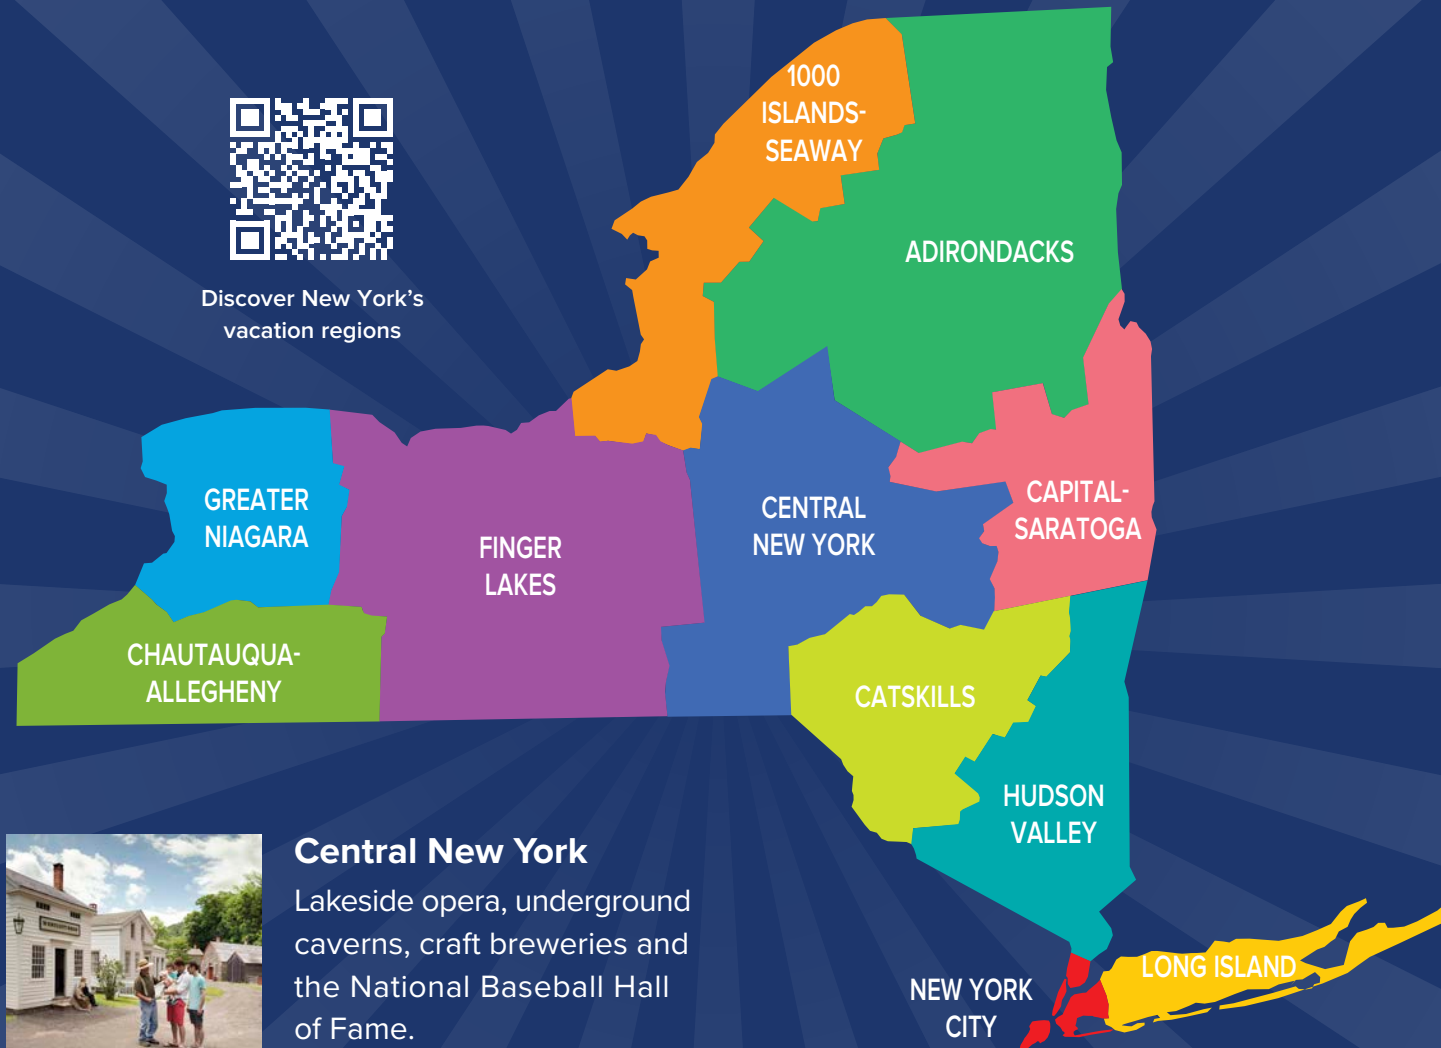 1000
ISLANDS-
SEAWAY
ADIRONDACKS
Discover New York's
vacation regions
GREATER
NIAGARA
FINGER
LAKES
CENTRAL
NEW YORK
CAPITAL-
SARATOGA
CHAUTAUQUA-
ALLEGHENY
CATSKILLS
HUDSON
VALLEY
LONG ISLAND
NEW YORK
CITY
Central New York
Lakeside opera, underground
caverns, craft breweries and
the National Baseball Hall
of Fame.